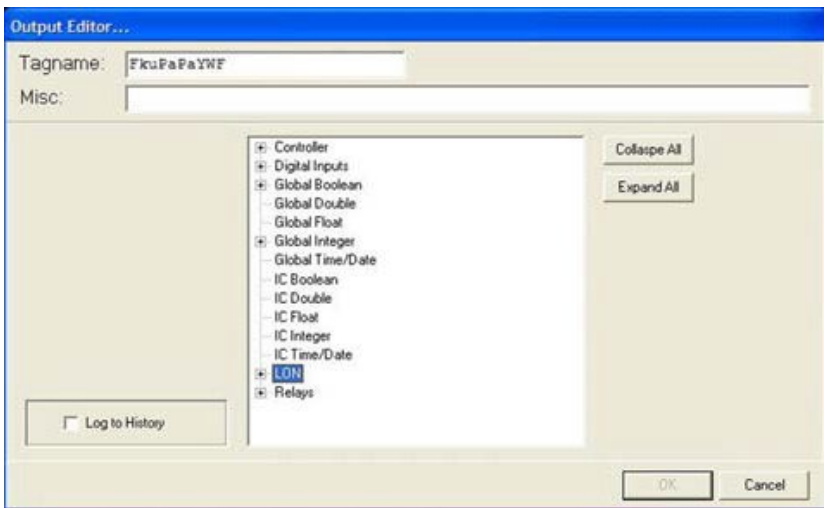 Output Editor...
Tagname: FkuPaPaYWF
Misc:
Controller
Collaspe All
Digital Inputs
Global Boolean
Expand All
Global Double
Global Float
Global Integer
Global Time/Date
IC Boolean
IC Double
IC Float
IC Integer
IC Time/Date
LON
Relays
Log to History
OK
Cancel